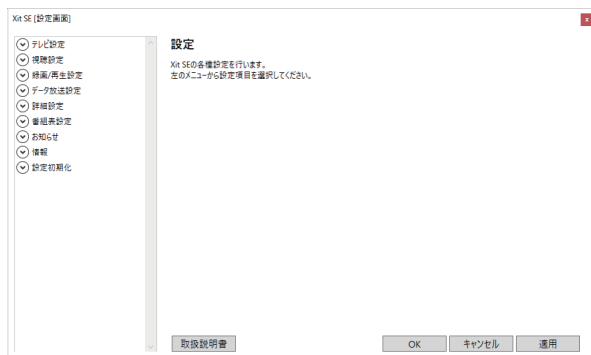 Xit SE [設定画面]
x
テレビ設定
視聴設定
録画/再生設定
データ放送設定
詳細設定
番組表設定
お知らせ
情報
設定初期化
設定
Xit SEの各種設定を行います。
左のメニューから設定項目を選択してください。
取扱説明書
OK
キャンセル
適用